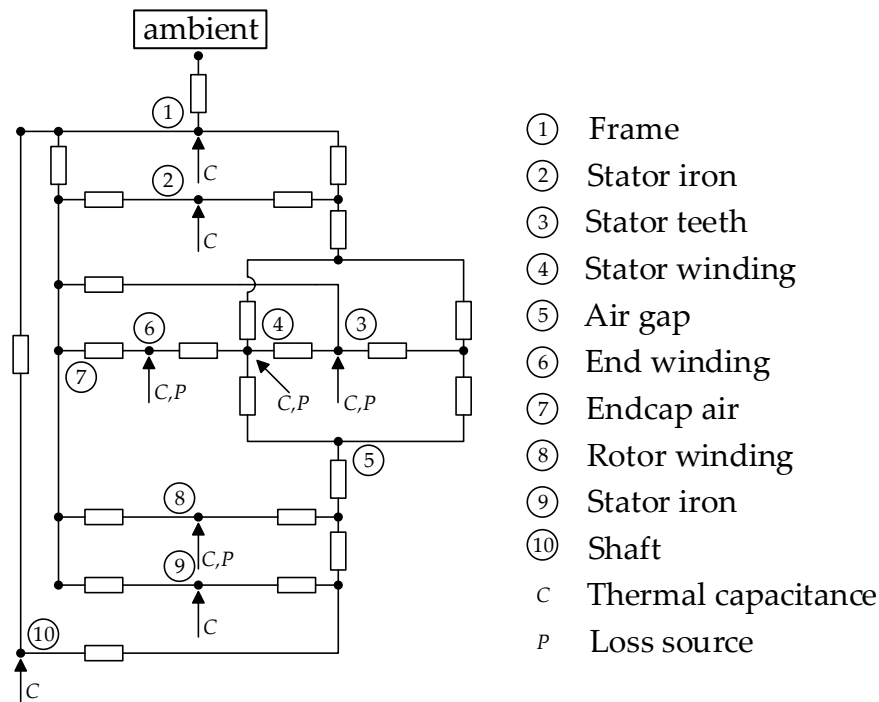 ambient
1
C
2
C
6
4
3
7
C,P
C,P
C,P
5
8
C,P
9
C
10
C
1 Frame
2 Stator iron
3 Stator teeth
4 Stator winding
5 Air gap
6 End winding
7 Endcap air
8 Rotor winding
9 Stator iron
10 Shaft
C Thermal capacitance
P Loss source